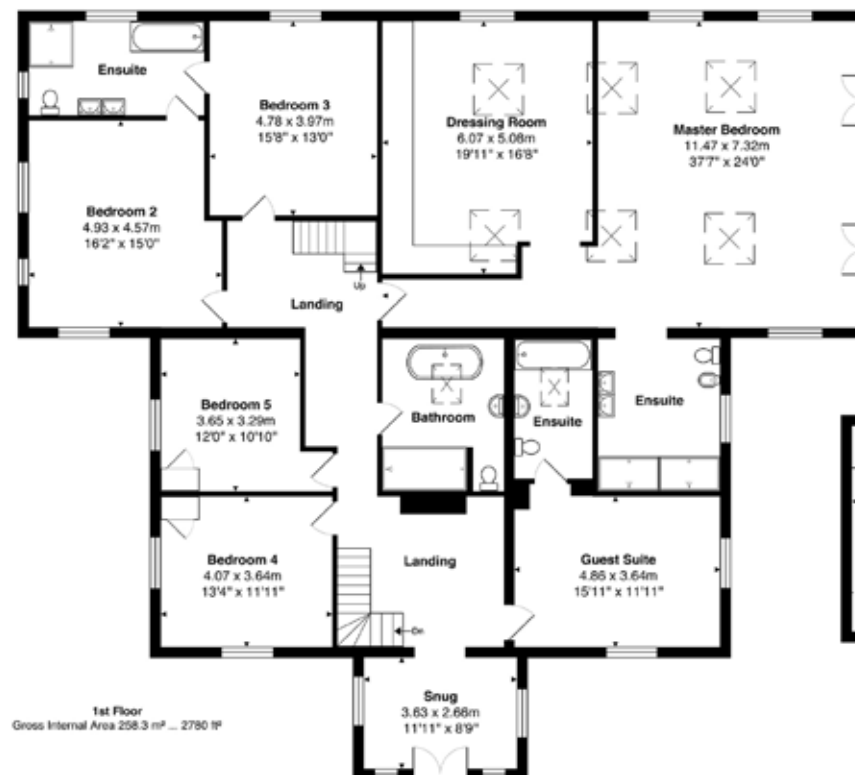 Ensuite
Bedroom 3
4.78 x 3.97m
15'8" x 13'0"
Dressing Room
6.07 x 5.08m
19'11" x 16'8"
Master Bedroom
11.47 x 7.32m
37'7" x 24'0"
Bedroom 2
4.93 x 4.57m
16'2" x 15'0"
Up
Landing
Bedroom 5
3.65 x 3.29m
12'0" x 10'10"
Bathroom
Ensuite
Ensuite
Bedroom 4
4.07 x 3.64m
13'4" x 11'11"
Landing
Dn
Guest Suite
4.86 x 3.64m
15'11" x 11'11"
Snug
3.63 x 2.66m
11'11" x 8'9"
1st Floor
Gross Internal Area 258.3 m² ... 2780 ft²